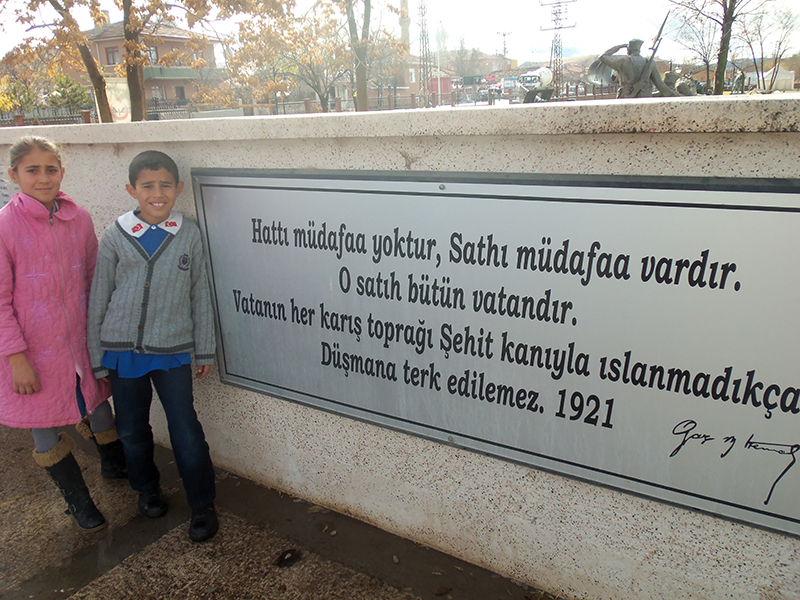 Hattı müdafaa yoktur, Sathı müdafaa vardır.
O satıh bütün vatandır.
Vatanın her karış toprağı Şehit kanıyla ıslanmadıkça
Düşmana terk edilemez. 1921